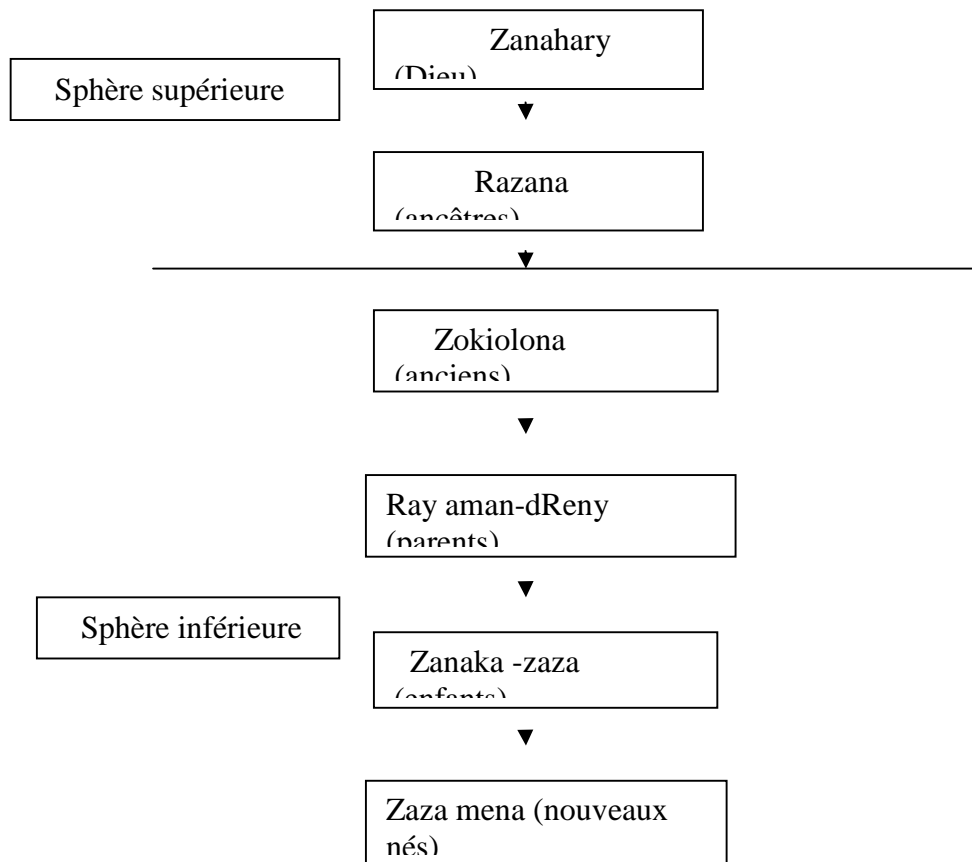 Zanahary
(Dieu)
Sphère supérieure
Razana
(ancêtres)
Zokiolona
(anciens)
Ray aman-dReny
(parents)
Sphère inférieure
Zanaka -zaza
(enfants)
Zaza mena (nouveaux
nés)